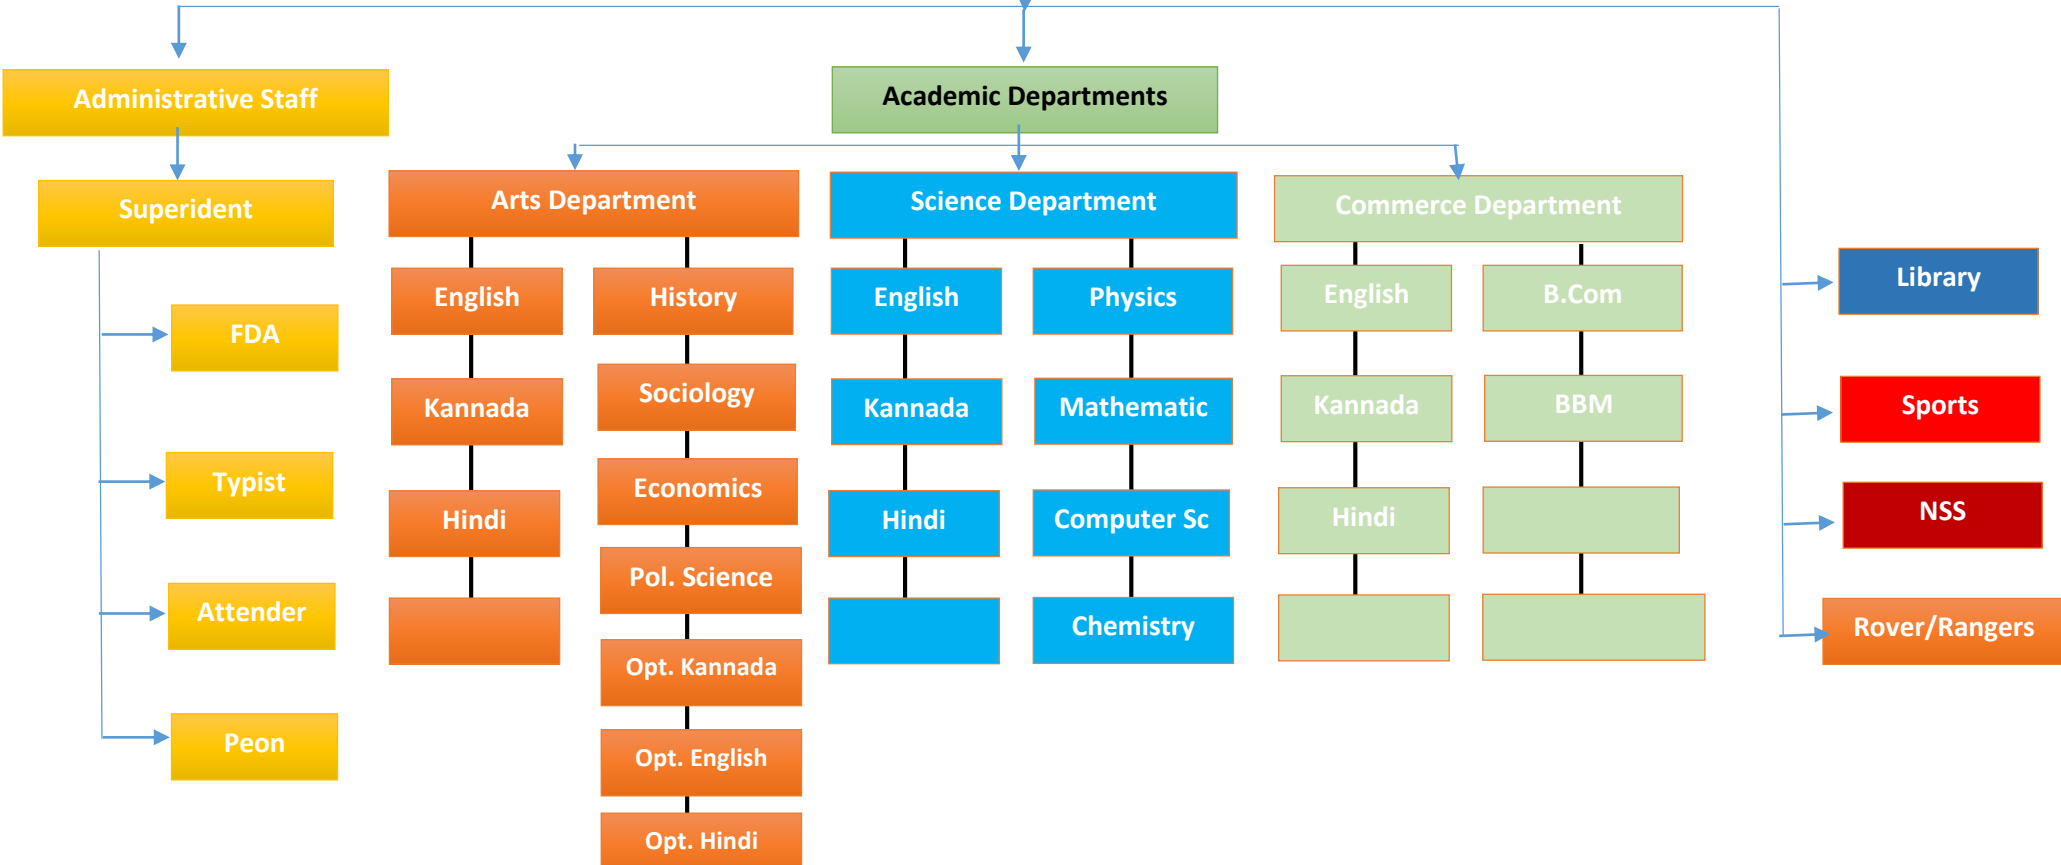 Administrative Staff
Academic Departments
Superident
Arts Department
Science Department
Commerce Department
FDA
Typist
Attender
Peon
English
Kannada
Hindi
History
Sociology
Economics
Pol. Science
Opt. Kannada
Opt. English
Opt. Hindi
English
Kannada
Hindi
Physics
Mathematic
Computer Sc
Chemistry
English
Kannada
Hindi
B.Com
BBM
Library
Sports
NSS
Rover/Rangers